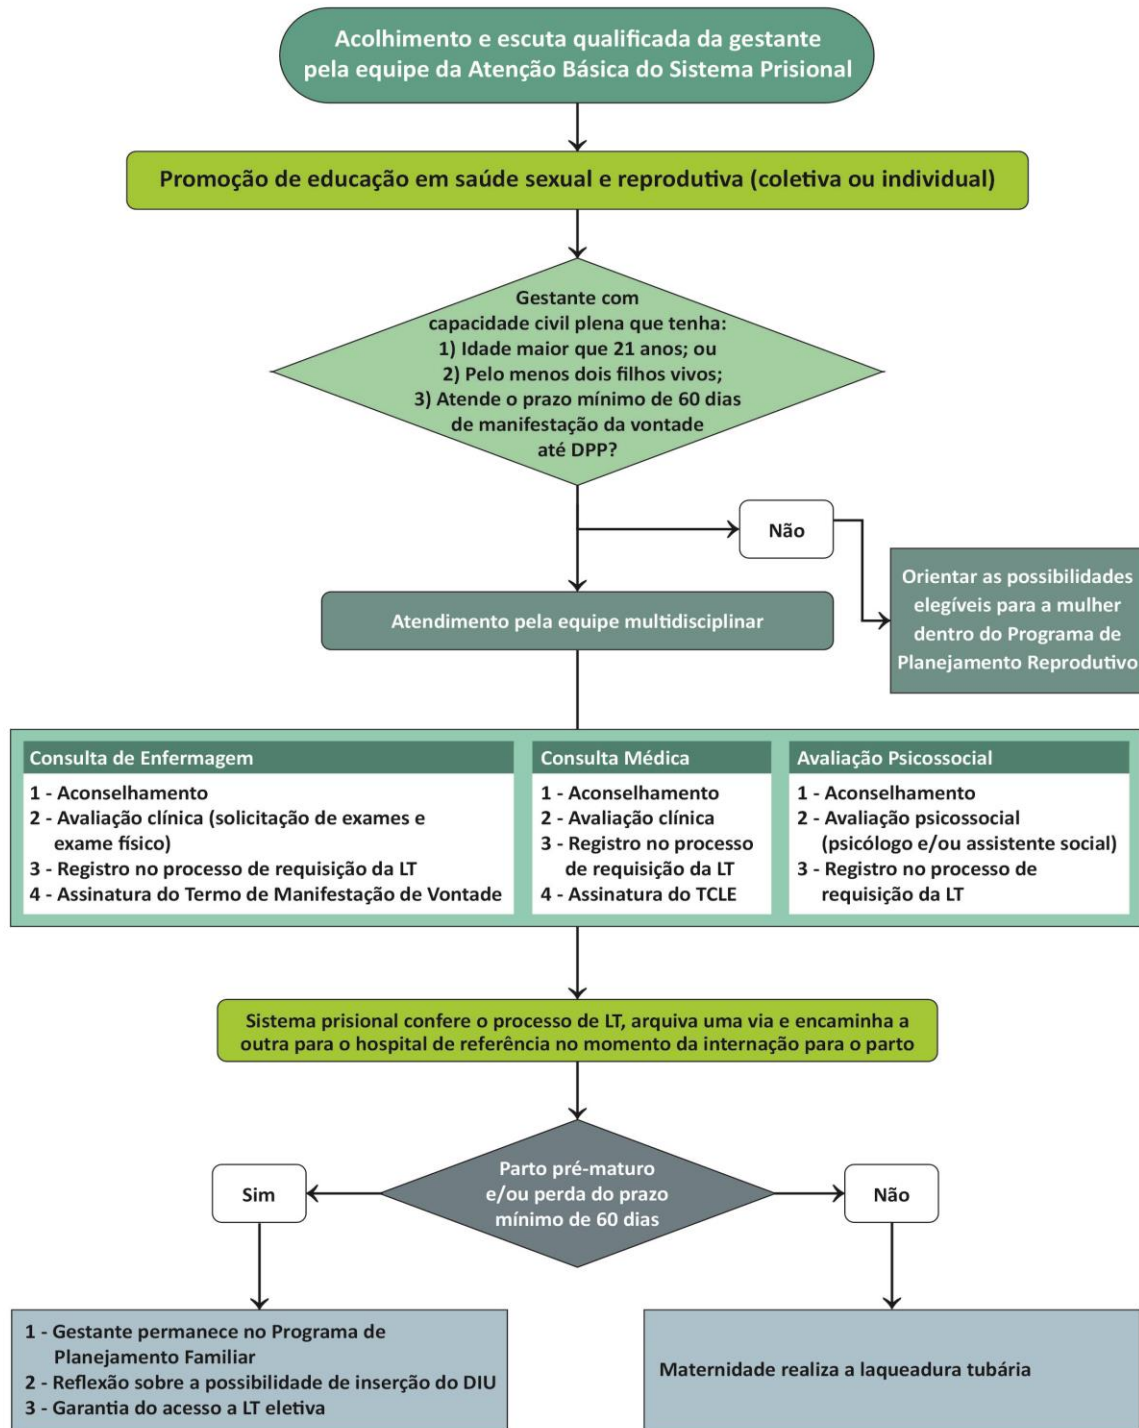 Acolhimento e escuta qualificada da gestante
pela equipe da Atenção Básica do Sistema Prisional
Promoção de educação em saúde sexual e reprodutiva (coletiva ou individual)
Gestante com
capacidade civil plena que tenha:
1) Idade maior que 21 anos; ou
2) Pelo menos dois filhos vivos;
3) Atende o prazo mínimo de 60 dias
de manifestação da vontade
até DPP?
Não
Orientar as possibilidades
elegíveis para a mulher
dentro do Programa de
Planejamento Reprodutivo
Atendimento pela equipe multidisciplinar
Consulta de Enfermagem
1 - Aconselhamento
2 - Avaliação clínica (solicitação de exames e
exame físico)
3 - Registro no processo de requisição da LT
4 - Assinatura do Termo de Manifestação de Vontade
Consulta Médica
1 - Aconselhamento
2 - Avaliação clínica
3 - Registro no processo
de requisição da LT
4 - Assinatura do TCLE
Avaliação Psicossocial
1 - Aconselhamento
2 - Avaliação psicossocial
(psicólogo e/ou assistente social)
3 - Registro no processo de
requisição da LT
Sistema prisional confere o processo de LT, arquiva uma via e encaminha a
outra para o hospital de referência no momento da internação para o parto
Parto pré-maturo
e/ou perda do prazo
mínimo de 60 dias
Sim
Não
1 - Gestante permanece no Programa de
Planejamento Familiar
2 - Reflexão sobre a possibilidade de inserção do DIU
3 - Garantia do acesso a LT eletiva
Maternidade realiza a laqueadura tubária